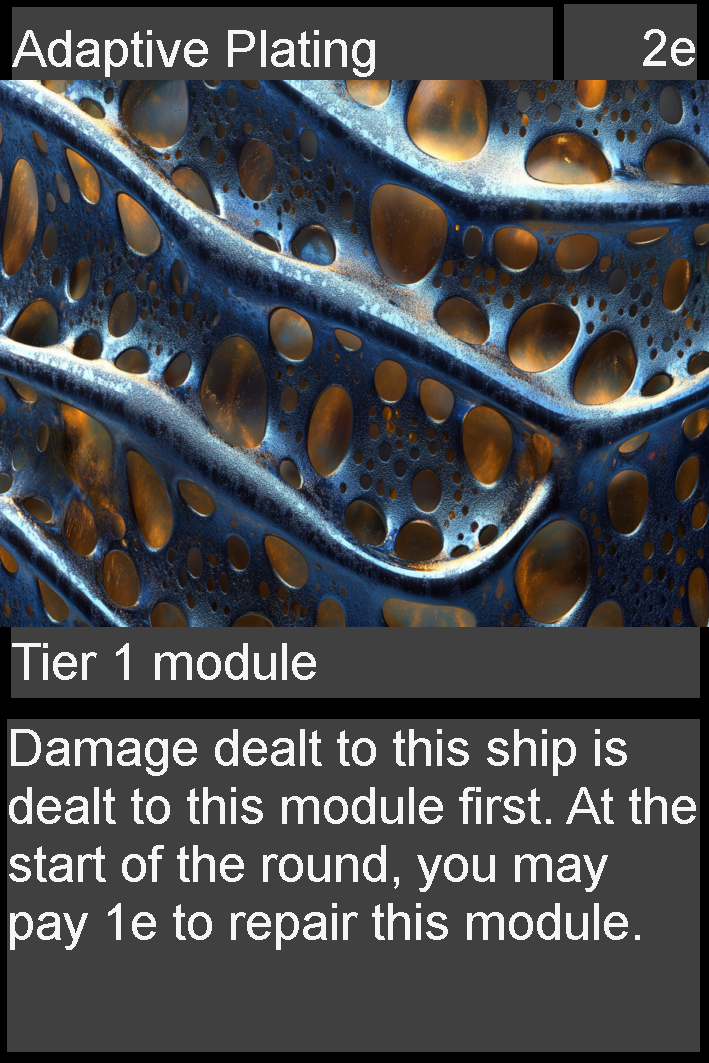 Adaptive Plating 2e
Tier 1 module
Damage dealt to this ship is
dealt to this module first. At the
start of the round, you may
pay 1e to repair this module.